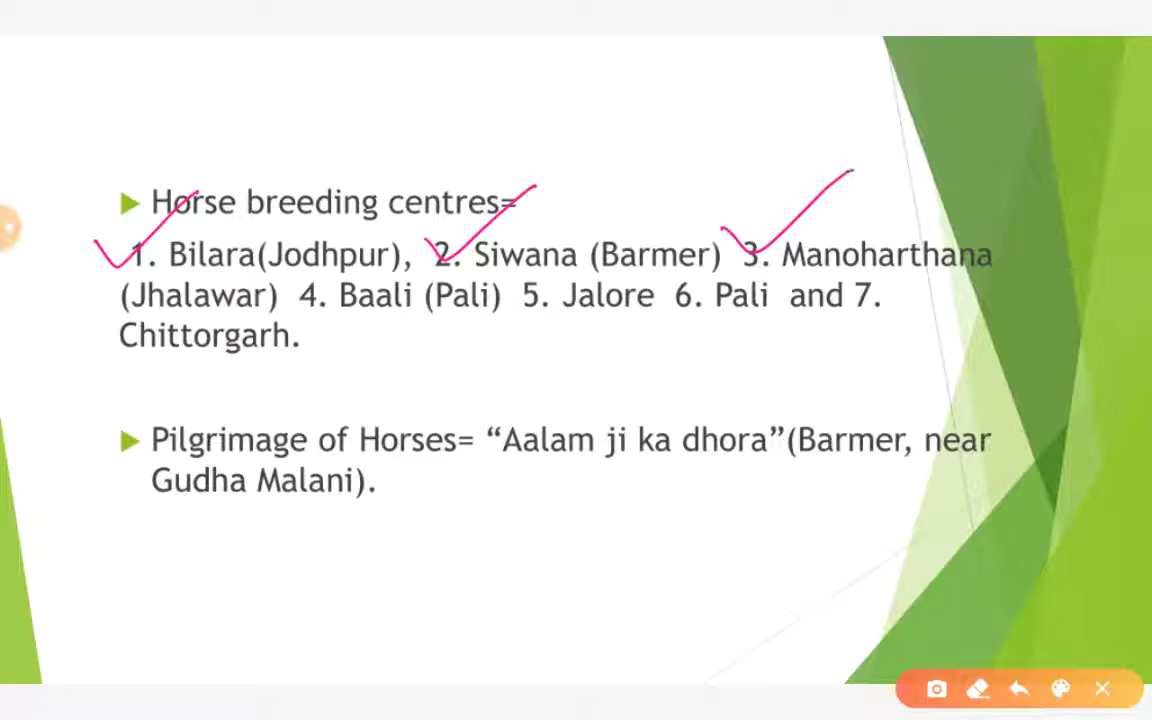 Horse breeding centres=
1. Bilara(Jodhpur), 2. Siwana (Barmer) 3. Manoharthana
(Jhalawar) 4. Baali (Pali) 5. Jalore 6. Pali and 7.
Chittorgarh.
Pilgrimage of Horses= “Aalam ji ka dhora”(Barmer, near
Gudha Malani).